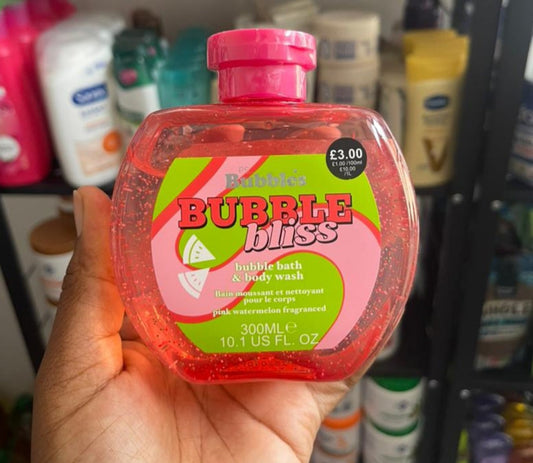 £3.00
£1.00 /100ml
£10.00
/1L
Bubbles
BUBBLE
bliss
bubble bath
& body wash
Bain moussant et nettoyant
pour le corps
pink watermelon fragranced
300ML℮
10.1 US FL. OZ